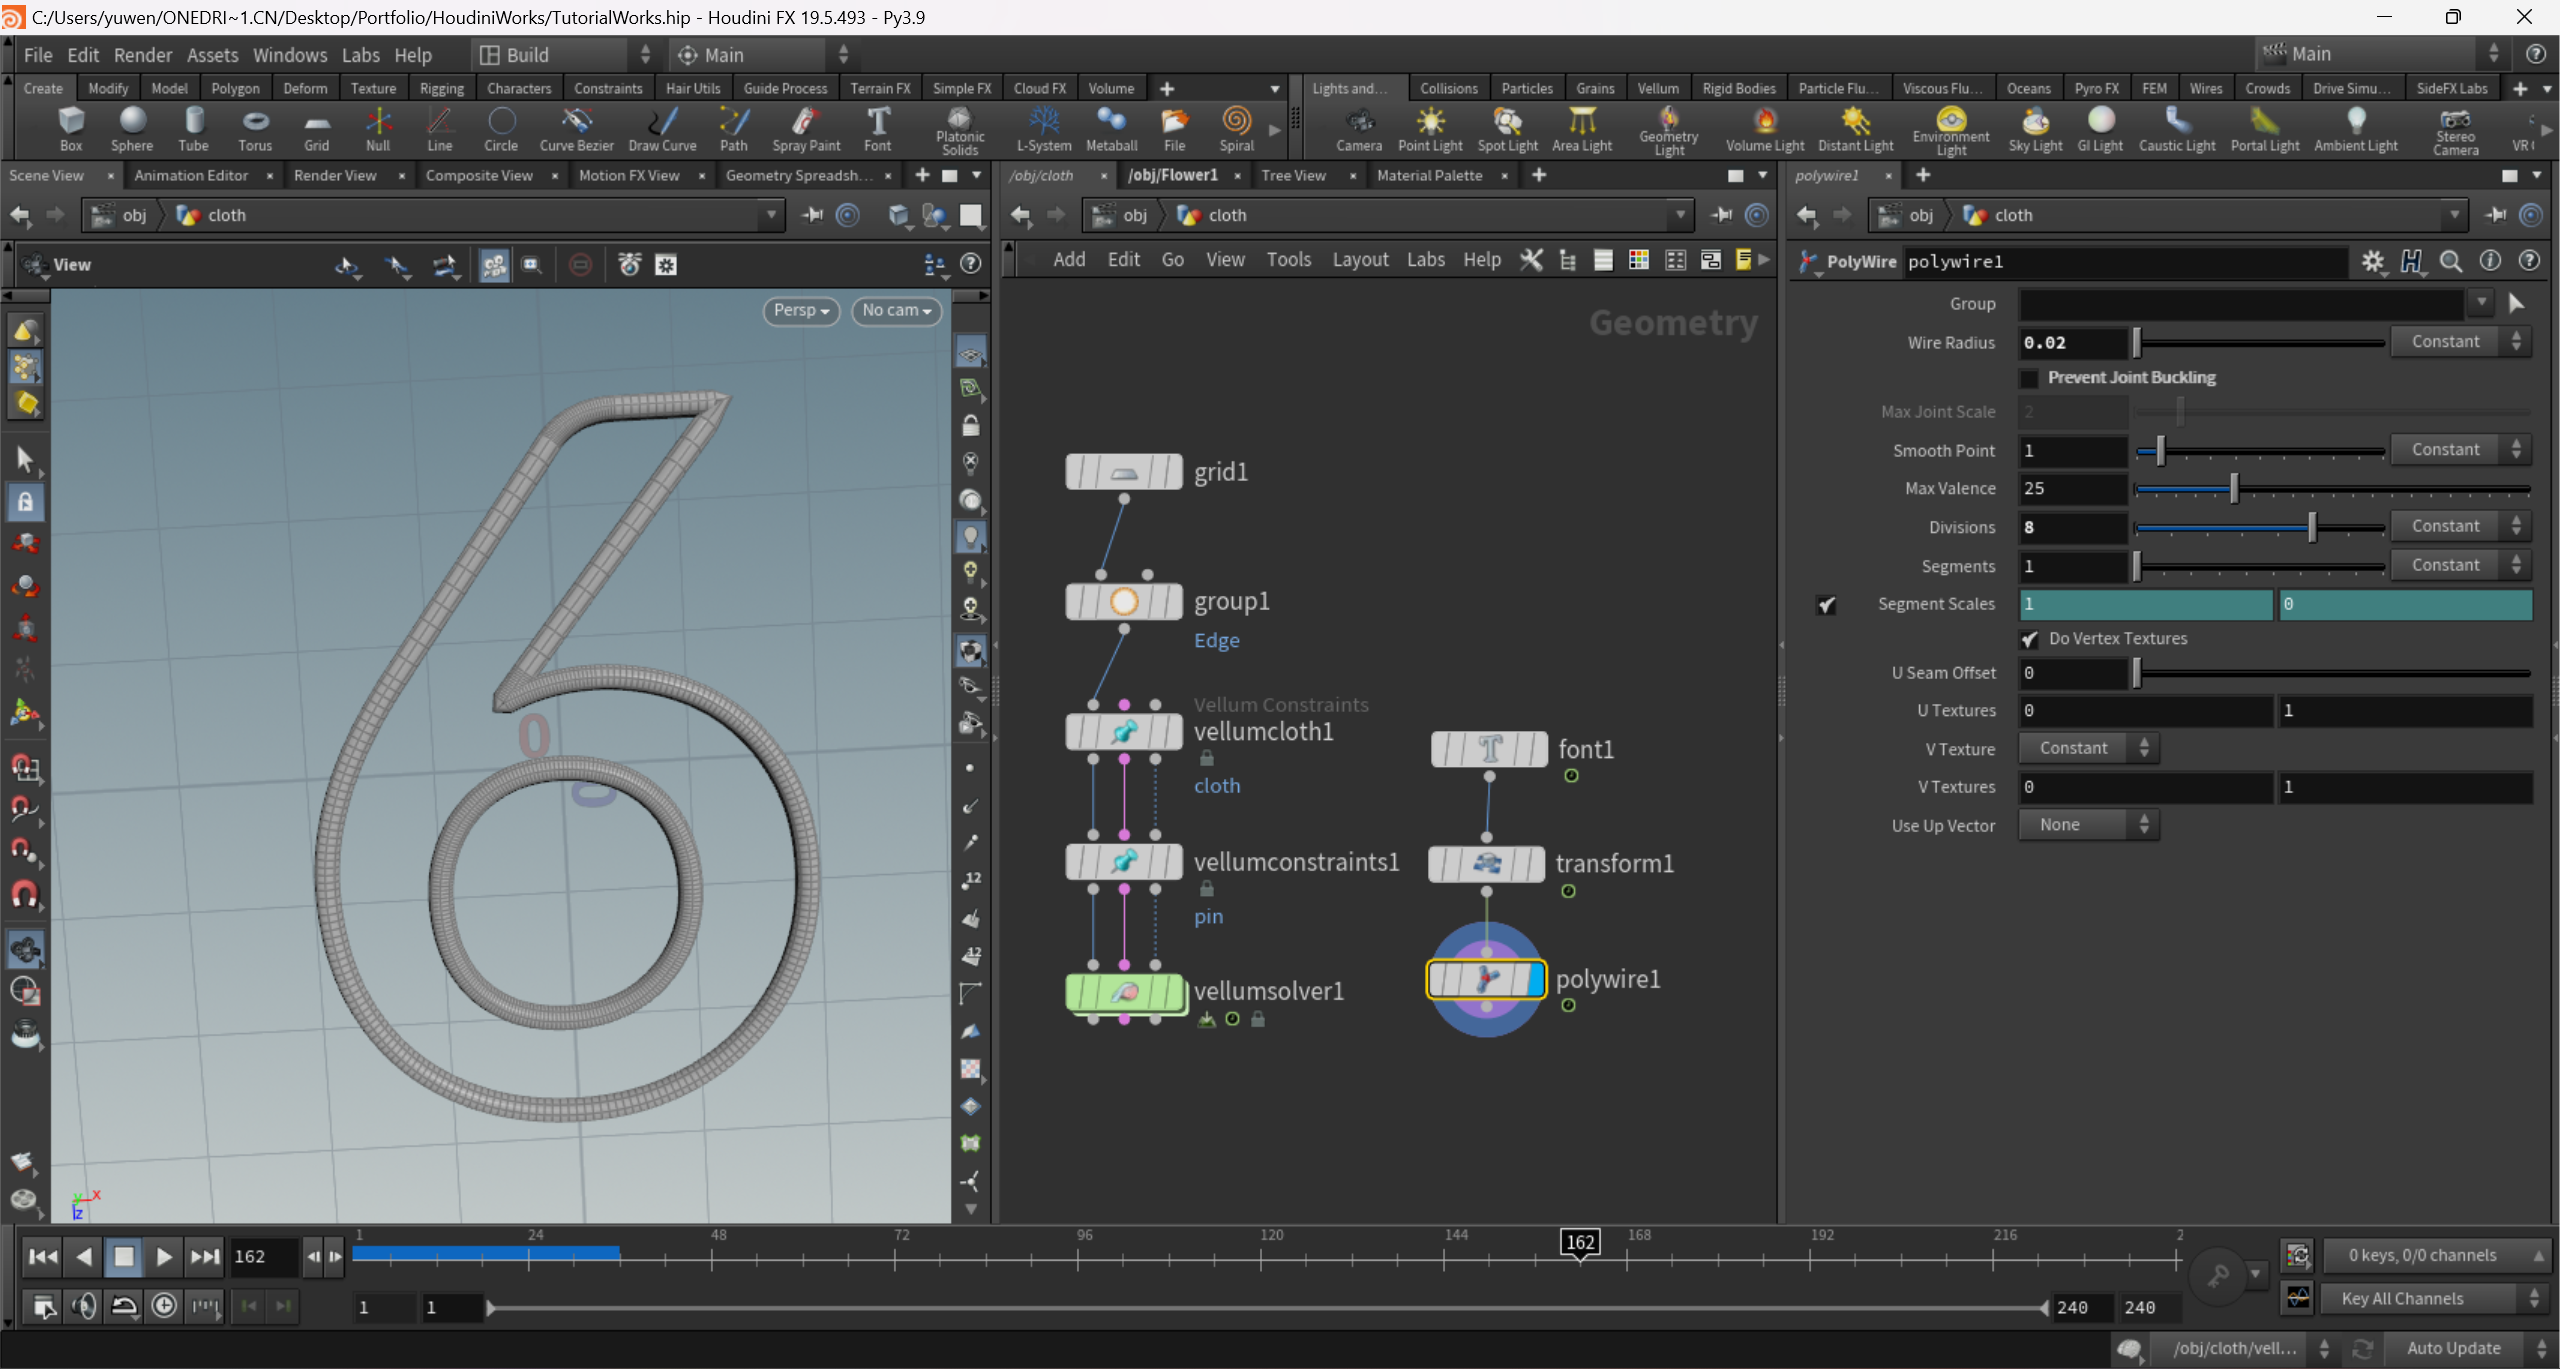 C:/Users/yuwen/ONEDRI~1.CN/Desktop/Portfolio/HoudiniWorks/TutorialWorks.hip - Houdini FX 19.5.493 - Py3.9
File Edit Render Assets Windows Labs Help Build Main Main
Create Modify Model Polygon Deform Texture Rigging Characters Constraints Hair Utils Guide Process Terrain FX Simple FX Cloud FX Volume
Lights and... Collisions Particles Grains Vellum Rigid Bodies Particle Flu... Viscous Flu... Oceans Pyro FX FEM Wires Crowds Drive Simu... SideFX Labs
Box Sphere Tube Torus Grid Null Line Circle Curve Bezier Draw Curve Path Spray Paint Font Platonic Solids L-System Metaball File Spiral
Camera Point Light Spot Light Area Light Geometry Light Volume Light Distant Light Environment Light Sky Light GI Light Caustic Light Portal Light Ambient Light Stereo Camera VR
Scene View Animation Editor Render View Composite View Motion FX View Geometry Spreadsh...
/obj/cloth /obj/Flower1 Tree View Material Palette
polywire1
obj cloth
obj cloth
obj cloth
View
Add Edit Go View Tools Layout Labs Help
PolyWire polywire1
Persp No cam
Geometry
6
0
0
x
y
z
grid1
group1
Edge
Vellum Constraints
vellumcloth1
cloth
vellumconstraints1
pin
vellumsolver1
font1
transform1
polywire1
12
12
Group
Wire Radius 0.02 Constant
Prevent Joint Buckling
Max Joint Scale 2
Smooth Point 1 Constant
Max Valence 25
Divisions 8 Constant
Segments 1 Constant
Segment Scales 1 0
Do Vertex Textures
U Seam Offset 0
U Textures 0 1
V Texture Constant
V Textures 0 1
Use Up Vector None
162 1 24 48 72 96 120 144 162 168 192 216 2
0 keys, 0/0 channels
1 1 240 240
Key All Channels
/obj/cloth/vell... Auto Update